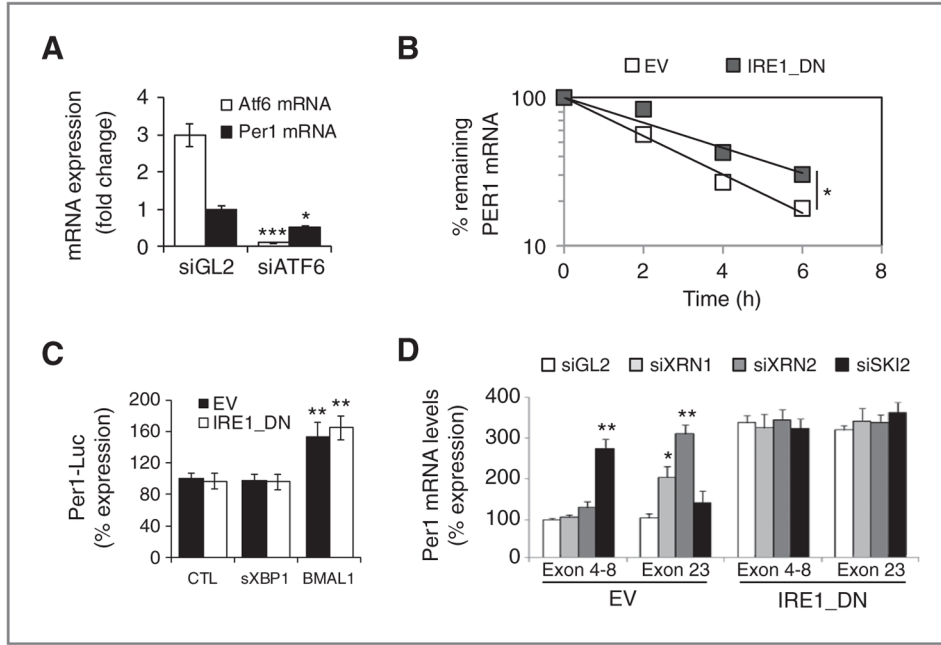 A
mRNA expression
(fold change)
Atf6 mRNA
Per1 mRNA
4
3
2
1
0
***
*
siGL2 siATF6
B
EV IRE1_DN
% remaining
PER1 mRNA
100
10
*
0 2 4 6 8
Time (h)
C
Per1-Luc
(% expression)
EV
IRE1_DN
200
160
120
80
40
0
** **
CTL sXBP1 BMAL1
D
siGL2 siXRN1 siXRN2 siSKI2
Per1 mRNA levels
(% expression)
400
300
200
100
0
** * **
Exon 4-8 Exon 23 Exon 4-8 Exon 23
EV IRE1_DN